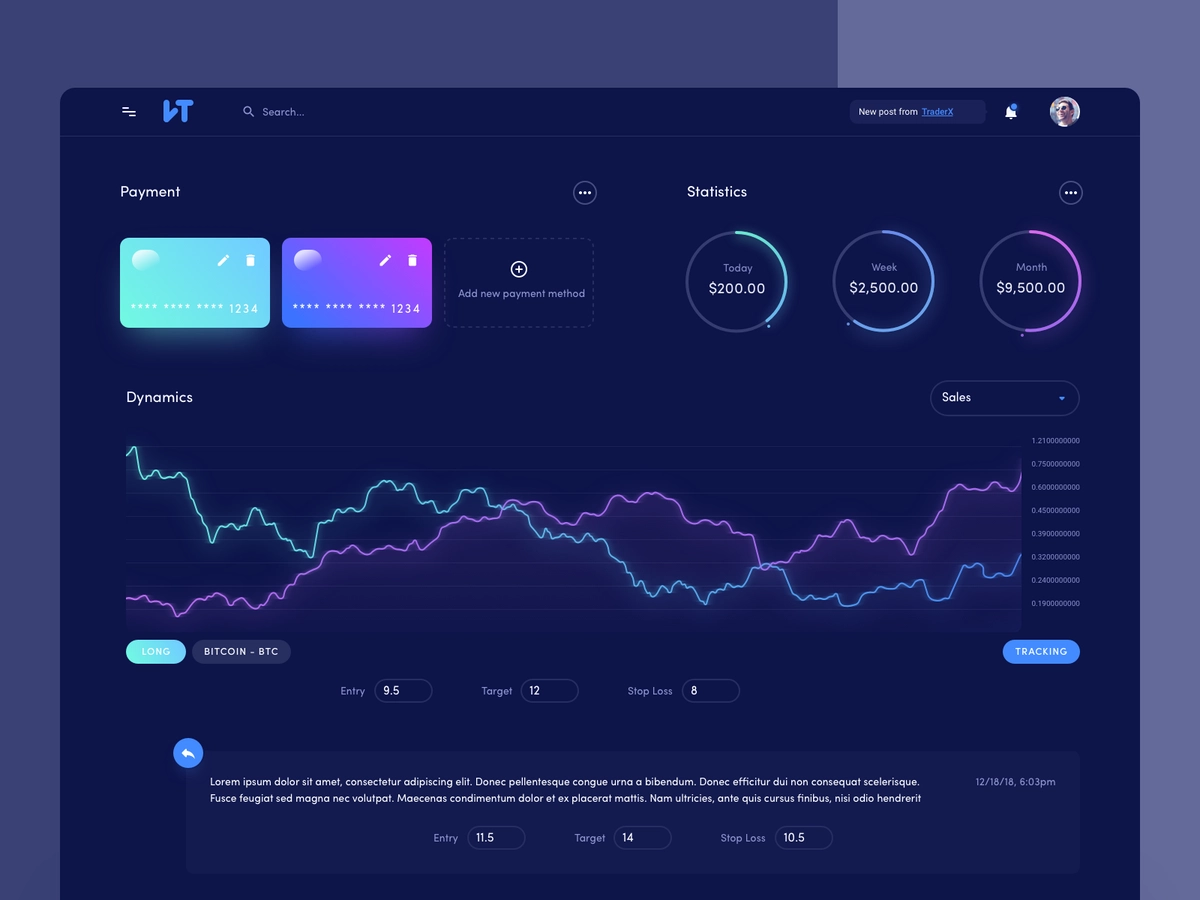 Search...
New post from TraderX
Payment
Statistics
**** **** **** 1234
**** **** **** 1234
Add new payment method
Today
$200.00
Week
$2,500.00
Month
$9,500.00
Dynamics
Sales
1.2100000000
0.7500000000
0.6000000000
0.4500000000
0.3900000000
0.3200000000
0.2400000000
0.1900000000
LONG
BITCOIN - BTC
TRACKING
Entry 9.5
Target 12
Stop Loss 8
Lorem ipsum dolor sit amet, consectetur adipiscing elit. Donec pellentesque congue urna a bibendum. Donec efficitur dui non consequat scelerisque.
12/18/18, 6:03pm
Fusce feugiat sed magna nec volutpat. Maecenas condimentum dolor et ex placerat mattis. Nam ultricies, ante quis cursus finibus, nisi odio hendrerit
Entry 11.5
Target 14
Stop Loss 10.5